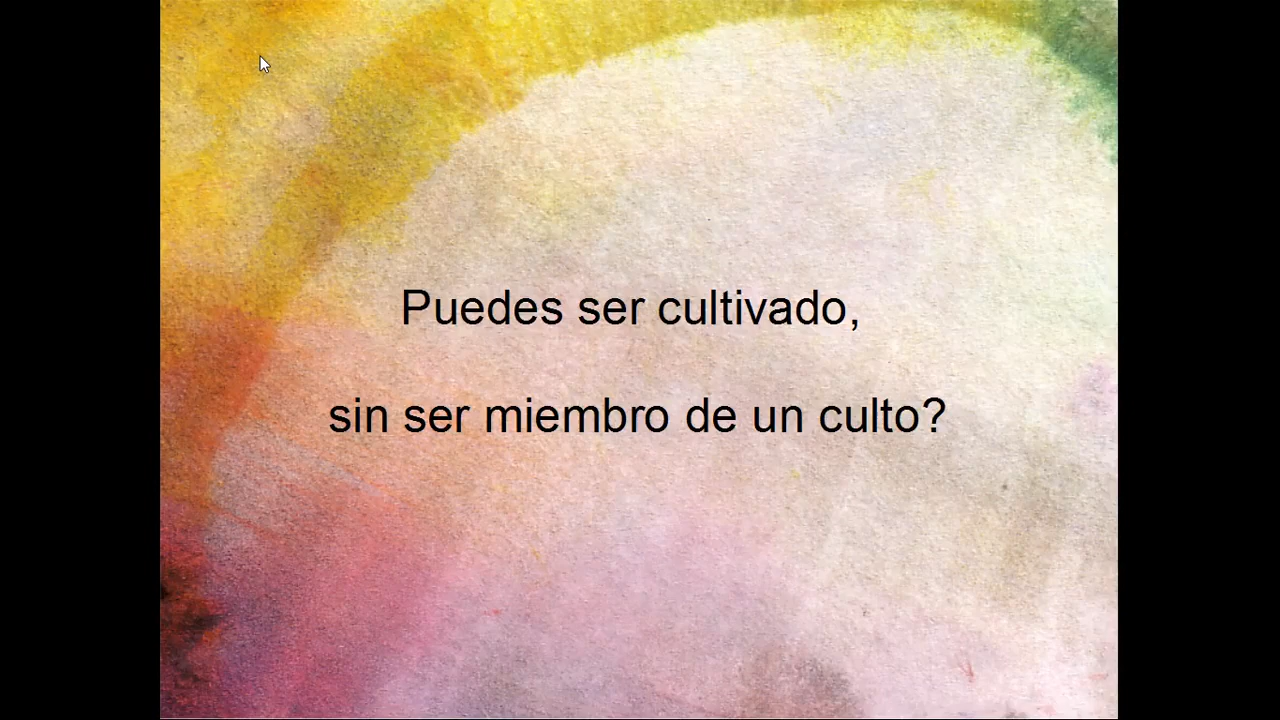 Puedes ser cultivado,
sin ser miembro de un culto?